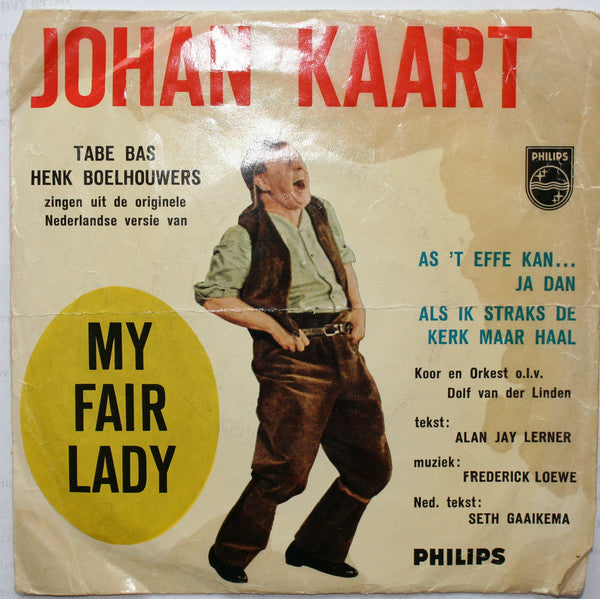 JOHAN KAART
TABE BAS
HENK BOELHOUWERS
zingen uit de originele
Nederlandse versie van
PHILIPS
AS 'T EFFE KAN...
JA DAN
ALS IK STRAKS DE
KERK MAAR HAAL
MY
FAIR
LADY
Koor en Orkest o.l.v.
Dolf van der Linden
tekst:
ALAN JAY LERNER
muziek:
FREDERICK LOEWE
Ned. tekst:
SETH GAAIKEMA
PHILIPS